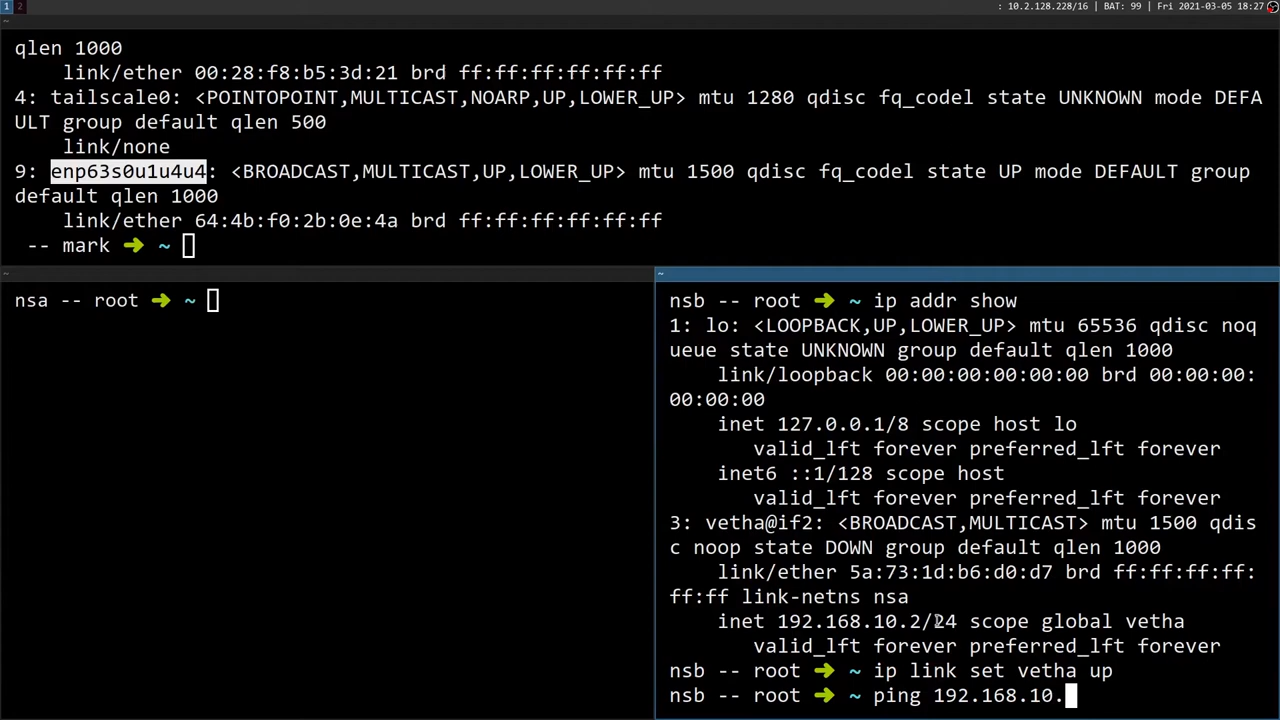 1 2 : 10.2.128.228/16 | BAT: 99 | Fri 2021-03-05 18:27
~
qlen 1000
link/ether 00:28:f8:b5:3d:21 brd ff:ff:ff:ff:ff:ff
4: tailscale0: <POINTOPOINT,MULTICAST,NOARP,UP,LOWER_UP> mtu 1280 qdisc fq_codel state UNKNOWN mode DEFA
ULT group default qlen 500
link/none
9: enp63s0u1u4u4: <BROADCAST,MULTICAST,UP,LOWER_UP> mtu 1500 qdisc fq_codel state UP mode DEFAULT group
default qlen 1000
link/ether 64:4b:f0:2b:0e:4a brd ff:ff:ff:ff:ff:ff
-- mark ➜ ~
~
nsa -- root ➜ ~
~
nsb -- root ➜ ~ ip addr show
1: lo: <LOOPBACK,UP,LOWER_UP> mtu 65536 qdisc noq
ueue state UNKNOWN group default qlen 1000
link/loopback 00:00:00:00:00:00 brd 00:00:00:
00:00:00
inet 127.0.0.1/8 scope host lo
valid_lft forever preferred_lft forever
inet6 ::1/128 scope host
valid_lft forever preferred_lft forever
3: vetha@if2: <BROADCAST,MULTICAST> mtu 1500 qdis
c noop state DOWN group default qlen 1000
link/ether 5a:73:1d:b6:d0:d7 brd ff:ff:ff:ff:
ff:ff link-netns nsa
inet 192.168.10.2/24 scope global vetha
valid_lft forever preferred_lft forever
nsb -- root ➜ ~ ip link set vetha up
nsb -- root ➜ ~ ping 192.168.10.